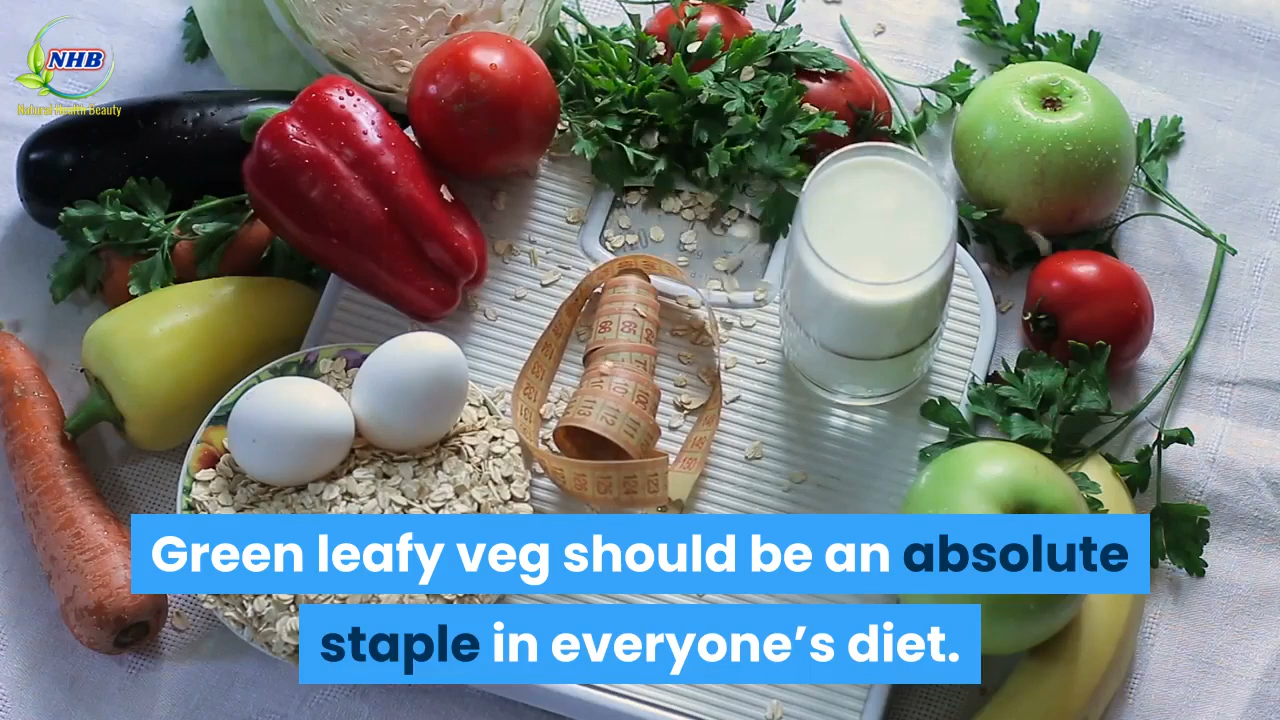 NHB
Natural Health Beauty
Green leafy veg should be an absolute
staple in everyone’s diet.